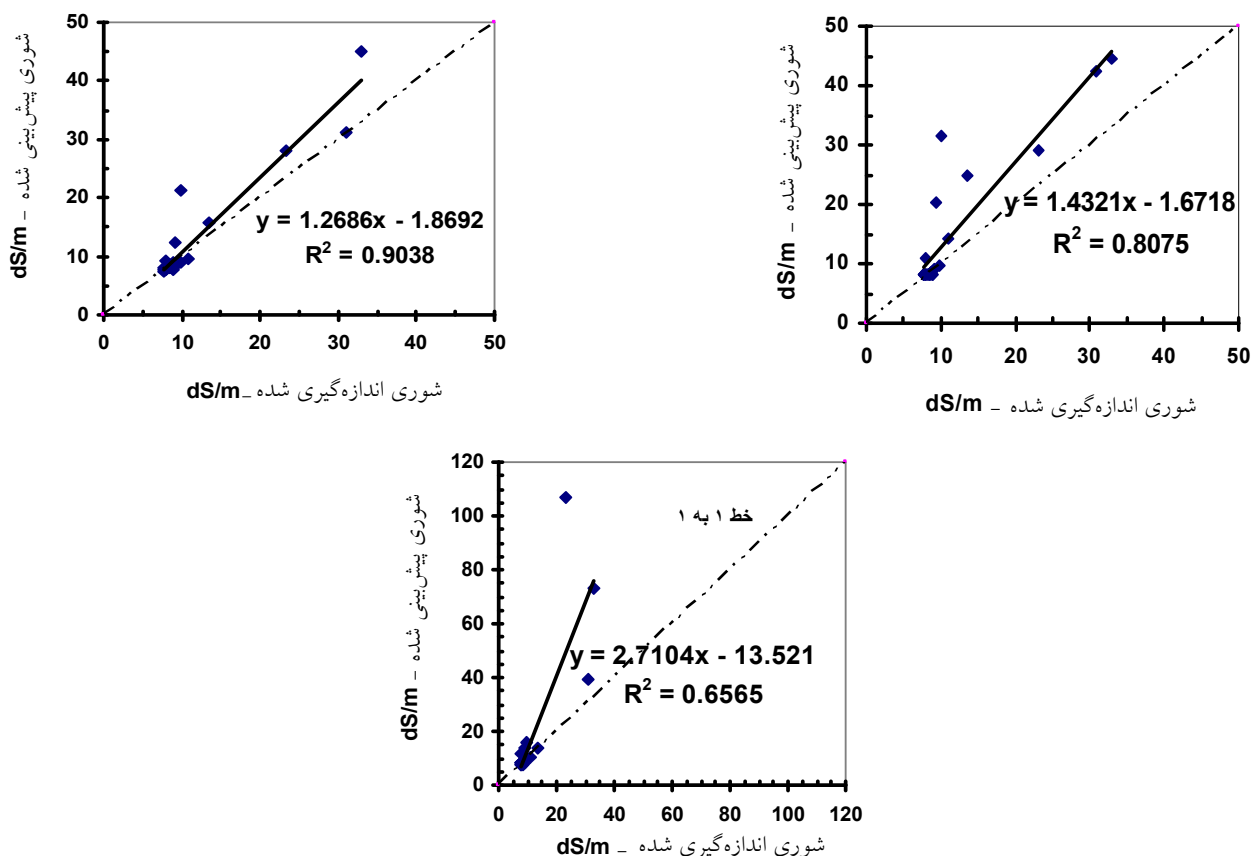 شوری پیش‌بینی شده - dS/m
50
40
30
20
10
0
y = 1.2686x - 1.8692
R² = 0.9038
0 10 20 30 40 50
شوری اندازه‌گیری شده - dS/m
شوری پیش‌بینی شده - dS/m
50
40
30
20
10
0
y = 1.4321x - 1.6718
R² = 0.8075
0 10 20 30 40 50
شوری اندازه‌گیری شده - dS/m
شوری پیش‌بینی شده - dS/m
120
100
80
60
40
20
0
خط ۱ به ۱
y = 2.7104x - 13.521
R² = 0.6565
0 20 40 60 80 100 120
شوری اندازه‌گیری شده - dS/m